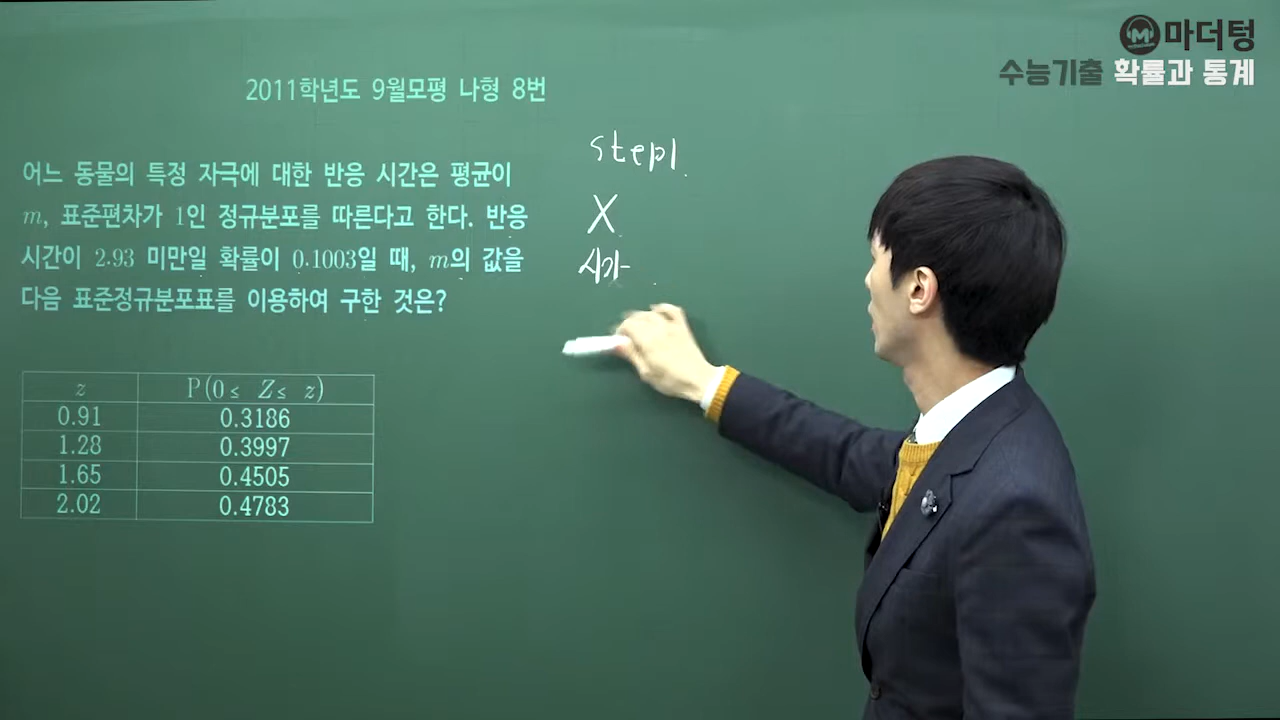 마더텅
수능기출 확률과 통계
2011학년도 9월모평 나형 8번
어느 동물의 특정 자극에 대한 반응 시간은 평균이
m, 표준편차가 1인 정규분포를 따른다고 한다. 반응
시간이 2.93 미만일 확률이 0.1003일 때, m의 값을
다음 표준정규분포표를 이용하여 구한 것은?
z P(0≤ Z≤ z)
0.91 0.3186
1.28 0.3997
1.65 0.4505
2.02 0.4783
step1
X